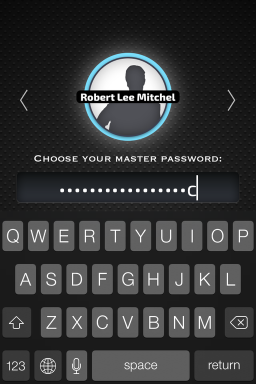 Robert Lee Mitchel
CHOOSE YOUR MASTER PASSWORD:
•••••••••••••••••d
Q W E R T Y U I O P
A S D F G H J K L
Z X C V B N M
123 space return